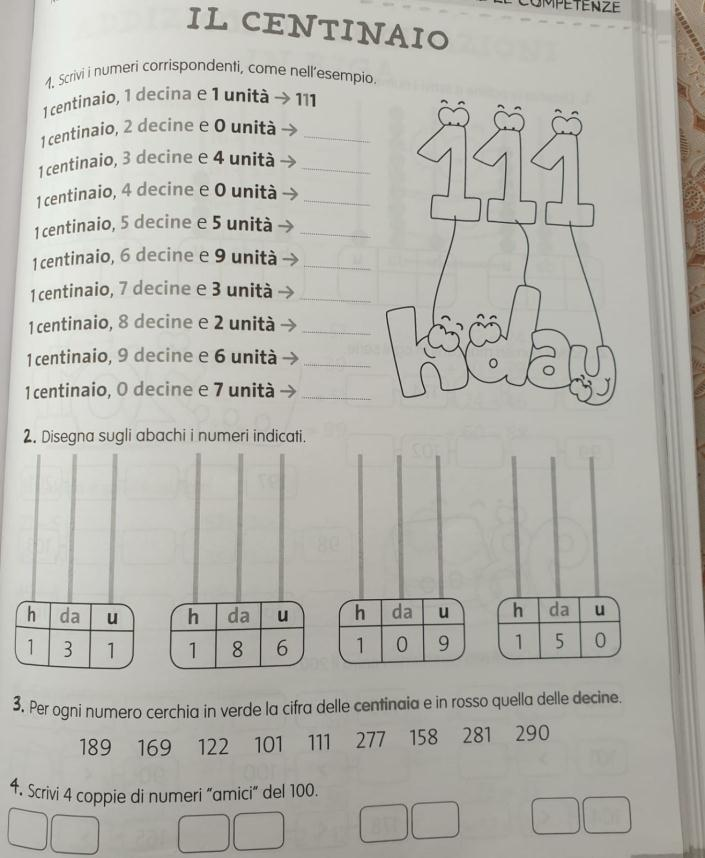 COMPETENZE
IL CENTINAIO
1. Scrivi i numeri corrispondenti, come nell'esempio.
1 centinaio, 1 decina e 1 unità → 111
1 centinaio, 2 decine e 0 unità →
1 centinaio, 3 decine e 4 unità →
1 centinaio, 4 decine e 0 unità →
1 centinaio, 5 decine e 5 unità →
1 centinaio, 6 decine e 9 unità →
1 centinaio, 7 decine e 3 unità →
1 centinaio, 8 decine e 2 unità →
1 centinaio, 9 decine e 6 unità →
1 centinaio, 0 decine e 7 unità →
111
hday
2. Disegna sugli abachi i numeri indicati.
h da u h da u h da u h da u
1 3 1 1 8 6 1 0 9 1 5 0
3. Per ogni numero cerchia in verde la cifra delle centinaia e in rosso quella delle decine.
189 169 122 101 111 277 158 281 290
4. Scrivi 4 coppie di numeri "amici" del 100.